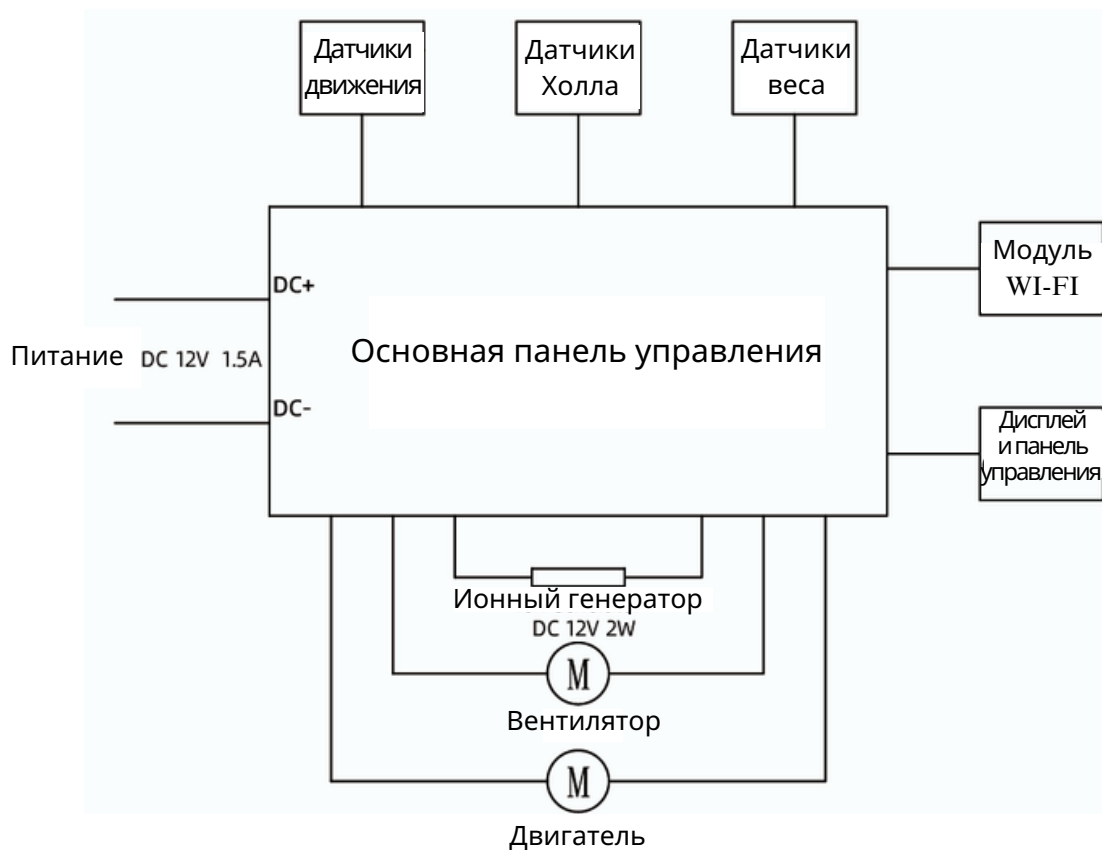 Датчики
движения
Датчики
Холла
Датчики
веса
Модуль
WI-FI
DC+
Питание DC 12V 1.5A
Основная панель управления
DC-
Дисплей
и панель
управления
Ионный генератор
DC 12V 2W
M
Вентилятор
M
Двигатель